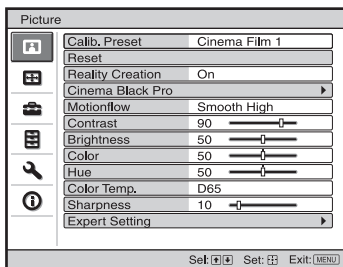 Picture
Calib. Preset Cinema Film 1
Reset
Reality Creation On
Cinema Black Pro
Motionflow Smooth High
Contrast 90
Brightness 50
Color 50
Hue 50
Color Temp. D65
Sharpness 10
Expert Setting
Sel: Set: Exit: MENU